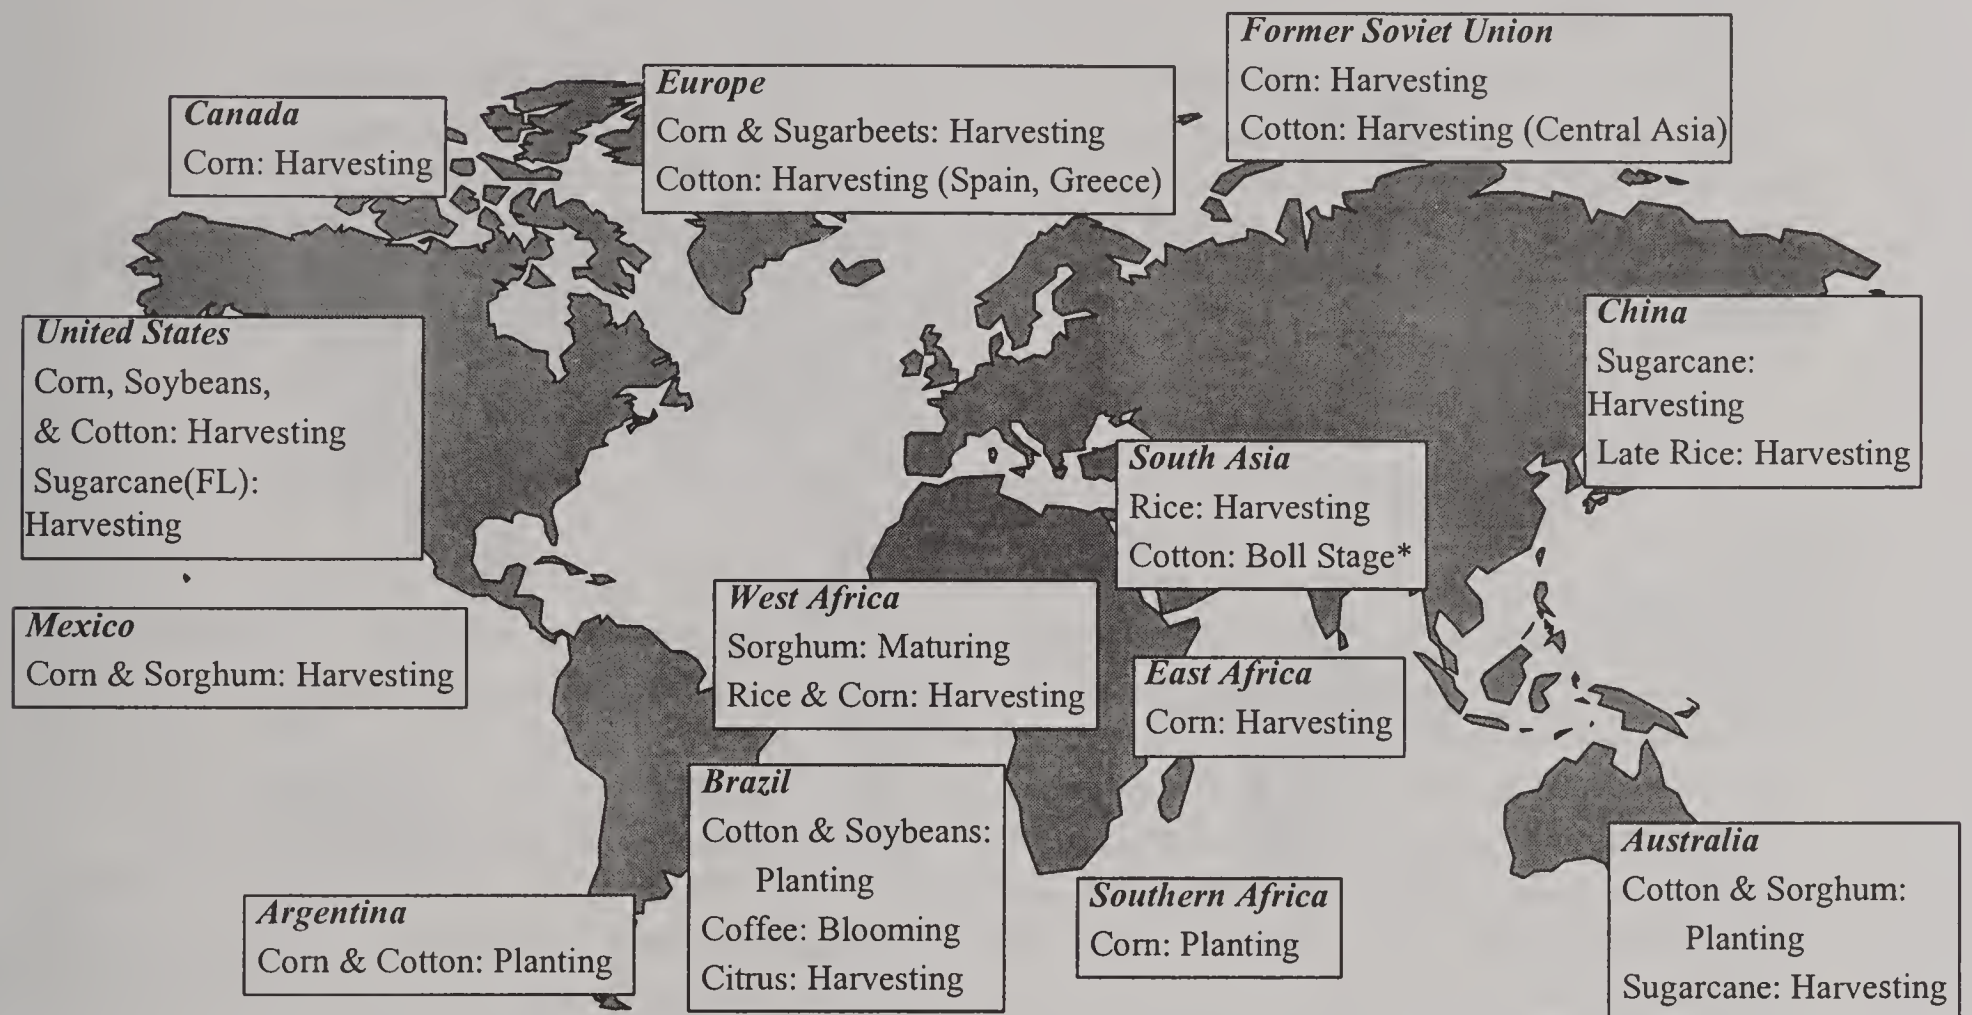 Former Soviet Union
Corn: Harvesting
Cotton: Harvesting (Central Asia)
Europe
Corn & Sugarbeets: Harvesting
Cotton: Harvesting (Spain, Greece)
Canada
Corn: Harvesting
United States
Corn, Soybeans,
& Cotton: Harvesting
Sugarcane(FL):
Harvesting
China
Sugarcane:
Harvesting
Late Rice: Harvesting
South Asia
Rice: Harvesting
Cotton: Boll Stage*
West Africa
Sorghum: Maturing
Rice & Corn: Harvesting
Mexico
Corn & Sorghum: Harvesting
East Africa
Corn: Harvesting
Brazil
Cotton & Soybeans:
Planting
Coffee: Blooming
Citrus: Harvesting
Argentina
Corn & Cotton: Planting
Southern Africa
Corn: Planting
Australia
Cotton & Sorghum:
Planting
Sugarcane: Harvesting